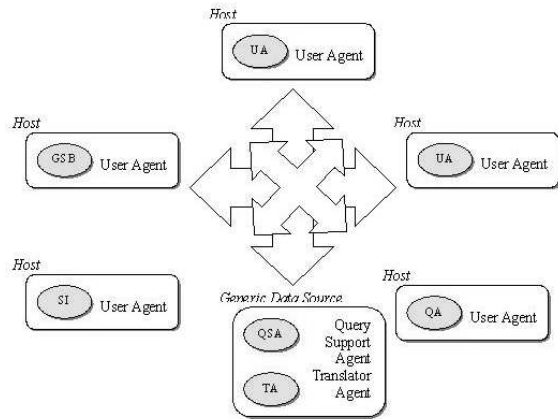 Host
UA User Agent
Host
GSB User Agent
Host
UA User Agent
Host
SI User Agent
Host
QA User Agent
Generic Data Source
QSA Query
Support
Agent
TA Translator
Agent